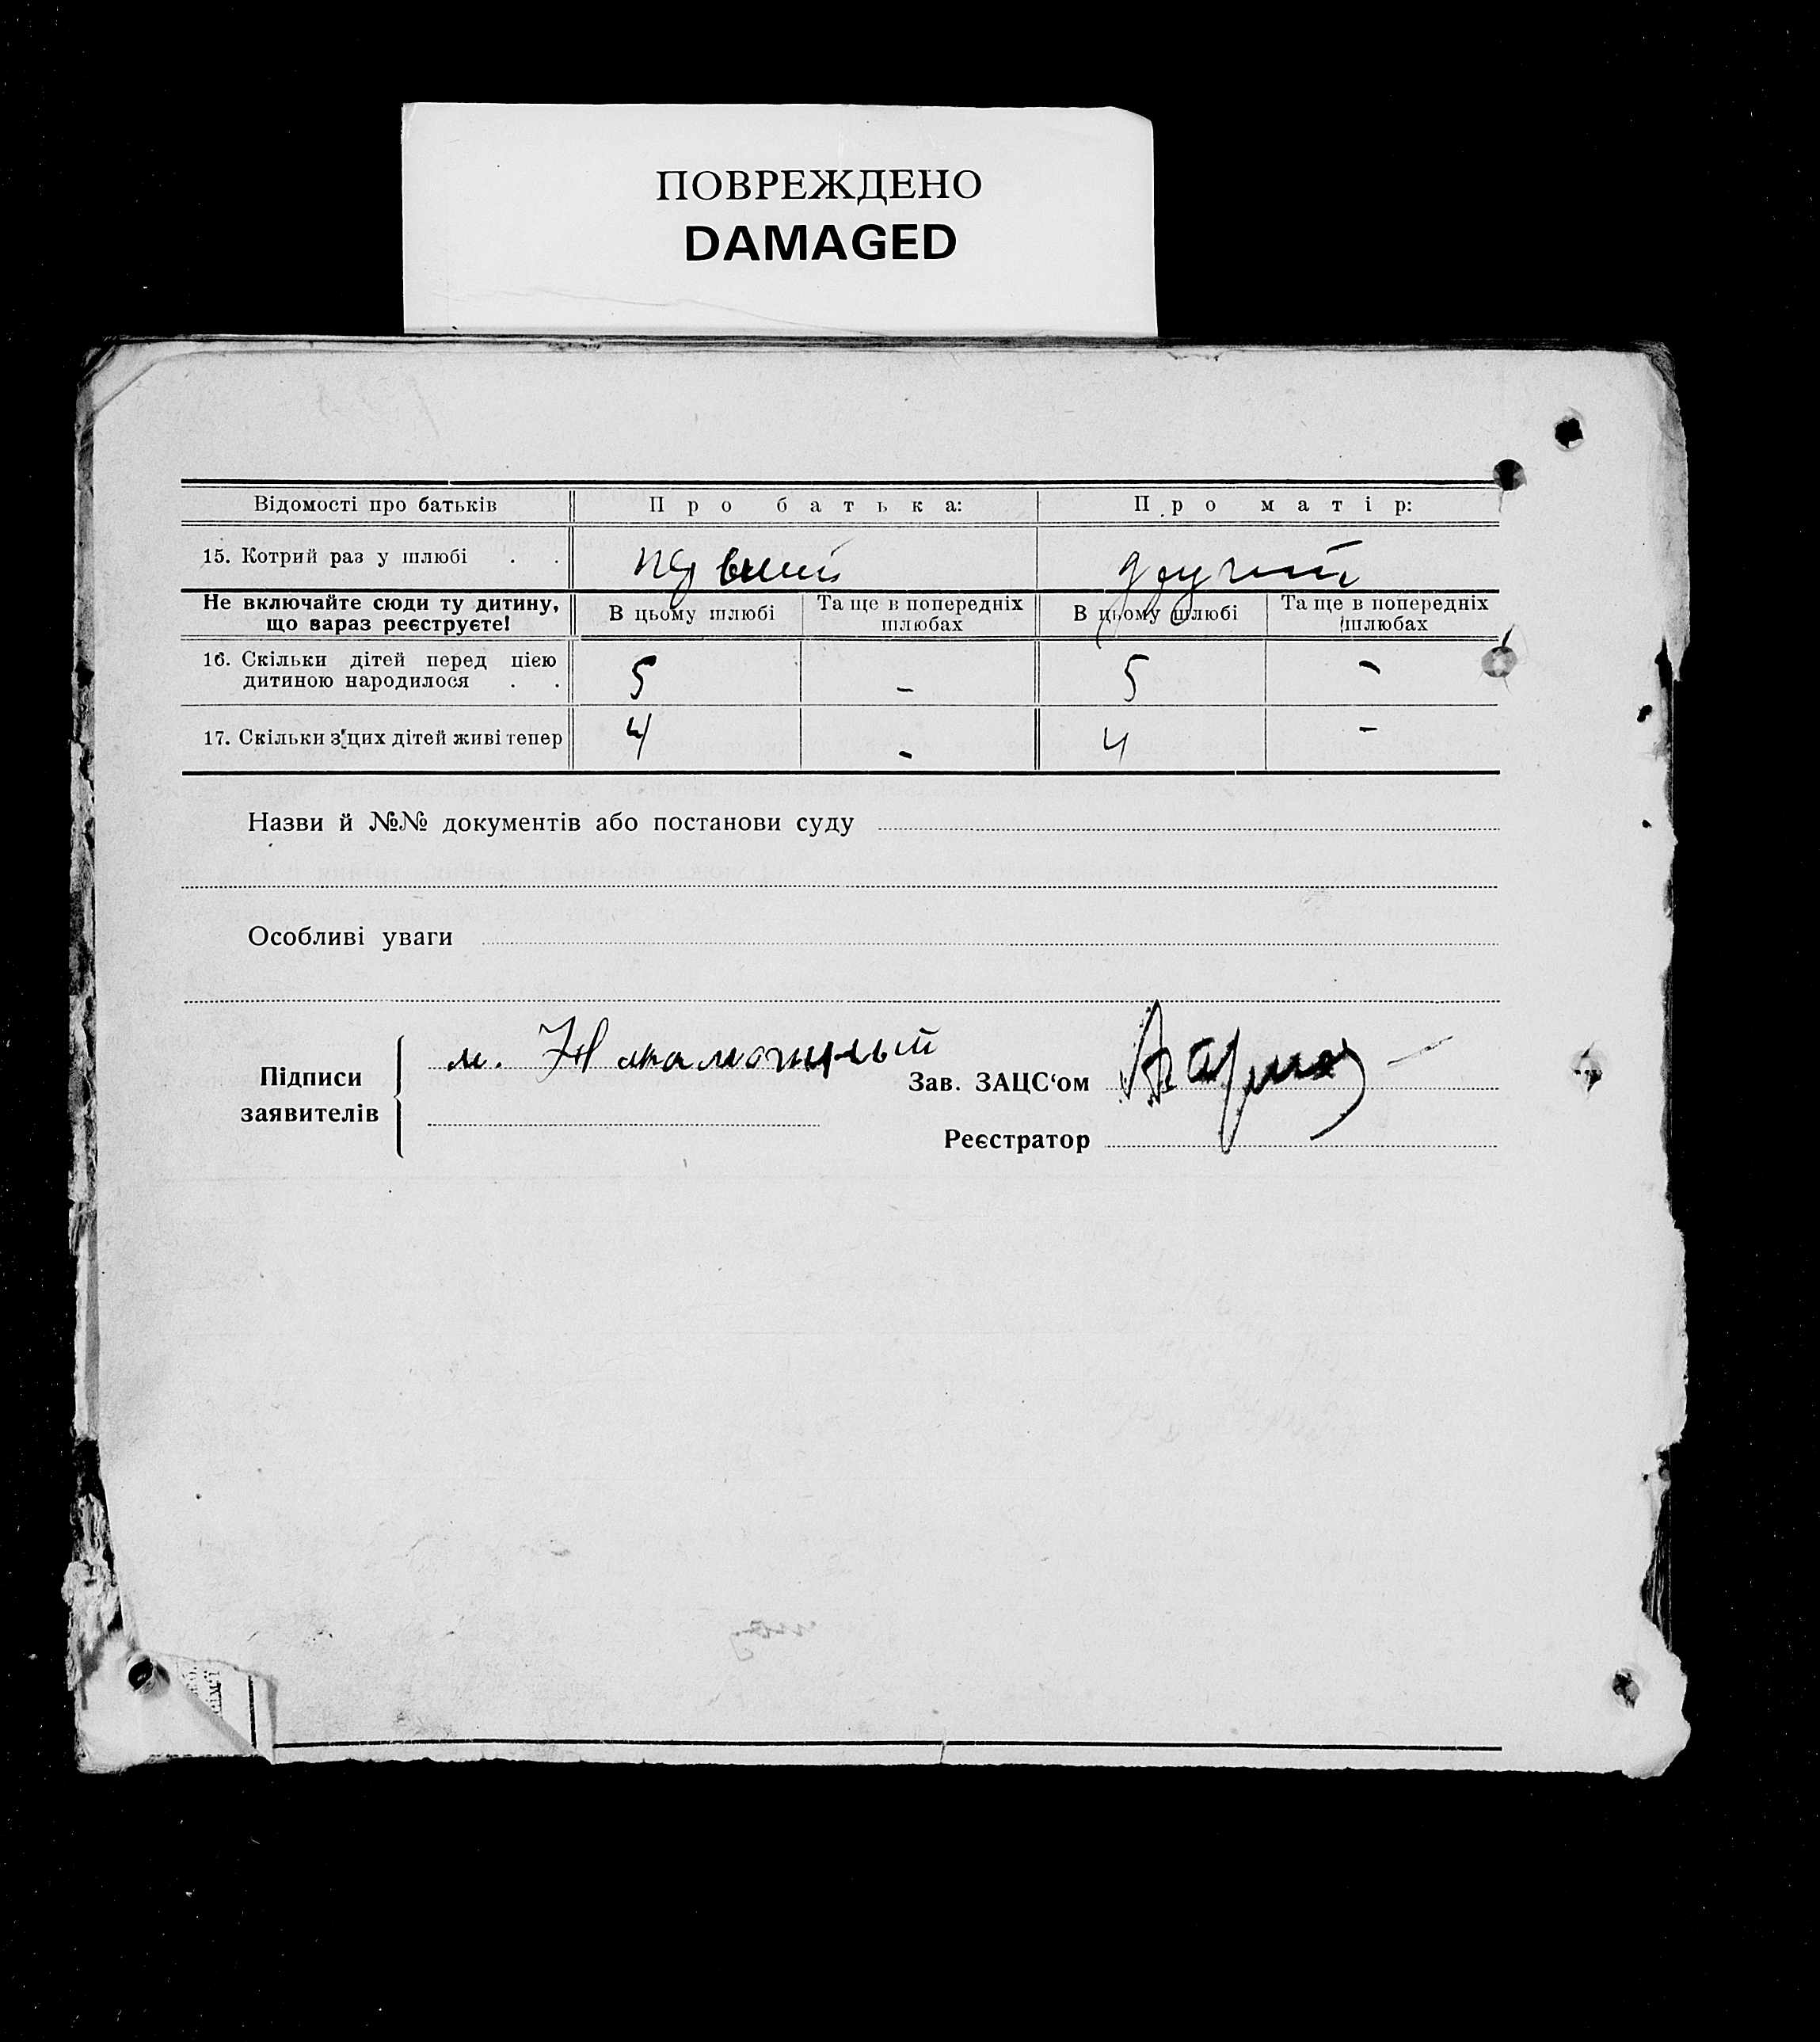 ПОВРЕЖДЕНО
DAMAGED
Відомості про батьків Про батька: Про матір:
15. Котрий раз у шлюбі . . первий другий
Не включайте сюди ту дитину, що вараз реєструєте! В цьому шлюбі Та ще в попередніх шлюбах В цьому шлюбі Та ще в попередніх шлюбах
16. Скільки дітей перед цією дитиною народилося . . 5 - 5 -
17. Скільки з цих дітей живі тепер 4 - 4 -
Назви й №№ документів або постанови суду
Особливі уваги
Підписи заявителів { м.
Зав. ЗАЦС‘ом
Реєстратор